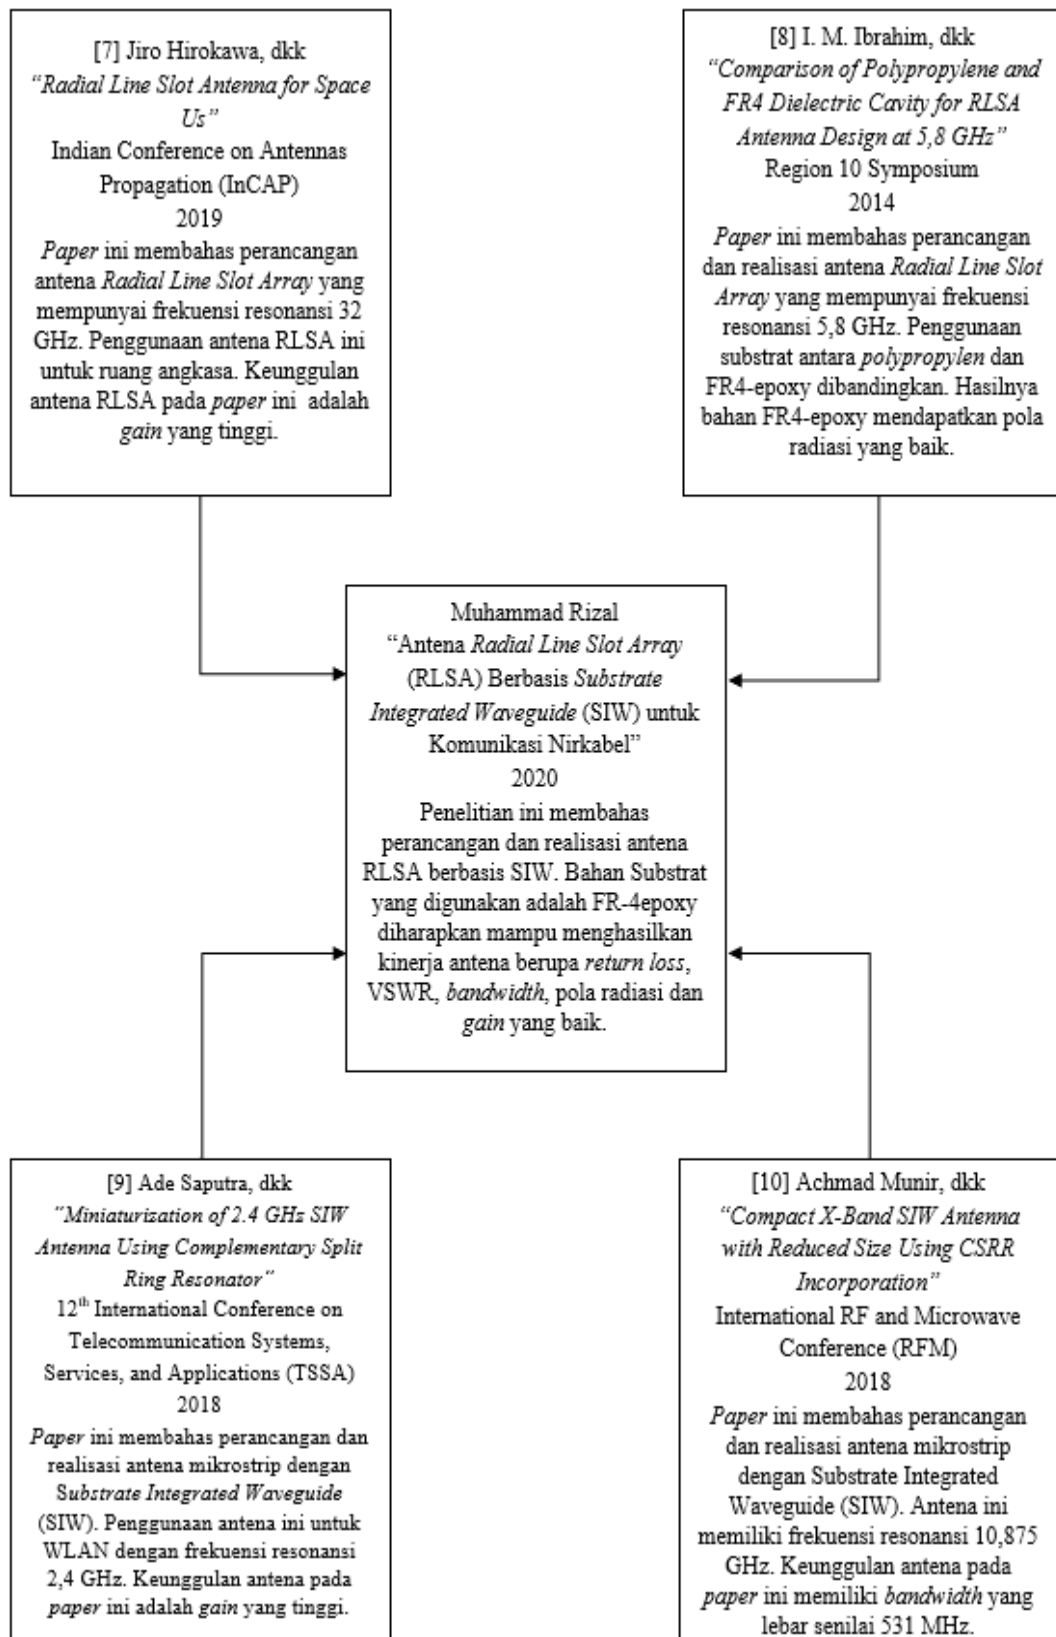 [7] Jiro Hirokawa, dkk
“Radial Line Slot Antenna for Space
Us”
Indian Conference on Antennas
Propagation (InCAP)
2019
Paper ini membahas perancangan
antena Radial Line Slot Array yang
mempunyai frekuensi resonansi 32
GHz. Penggunaan antena RLSA ini
untuk ruang angkasa. Keunggulan
antena RLSA pada paper ini adalah
gain yang tinggi.
[8] I. M. Ibrahim, dkk
“Comparison of Polypropylene and
FR4 Dielectric Cavity for RLSA
Antenna Design at 5,8 GHz”
Region 10 Symposium
2014
Paper ini membahas perancangan
dan realisasi antena Radial Line Slot
Array yang mempunyai frekuensi
resonansi 5,8 GHz. Penggunaan
substrat antara polypropylen dan
FR4-epoxy dibandingkan. Hasilnya
bahan FR4-epoxy mendapatkan pola
radiasi yang baik.
Muhammad Rizal
“Antena Radial Line Slot Array
(RLSA) Berbasis Substrate
Integrated Waveguide (SIW) untuk
Komunikasi Nirkabel”
2020
Penelitian ini membahas
perancangan dan realisasi antena
RLSA berbasis SIW. Bahan Substrat
yang digunakan adalah FR-4epoxy
diharapkan mampu menghasilkan
kinerja antena berupa return loss,
VSWR, bandwidth, pola radiasi dan
gain yang baik.
[9] Ade Saputra, dkk
“Miniaturization of 2.4 GHz SIW
Antenna Using Complementary Split
Ring Resonator”
12th International Conference on
Telecommunication Systems,
Services, and Applications (TSSA)
2018
Paper ini membahas perancangan dan
realisasi antena mikrostrip dengan
Substrate Integrated Waveguide
(SIW). Penggunaan antena ini untuk
WLAN dengan frekuensi resonansi
2,4 GHz. Keunggulan antena pada
paper ini adalah gain yang tinggi.
[10] Achmad Munir, dkk
“Compact X-Band SIW Antenna
with Reduced Size Using CSRR
Incorporation”
International RF and Microwave
Conference (RFM)
2018
Paper ini membahas perancangan
dan realisasi antena mikrostrip
dengan Substrate Integrated
Waveguide (SIW). Antena ini
memiliki frekuensi resonansi 10,875
GHz. Keunggulan antena pada
paper ini memiliki bandwidth yang
lebar senilai 531 MHz.